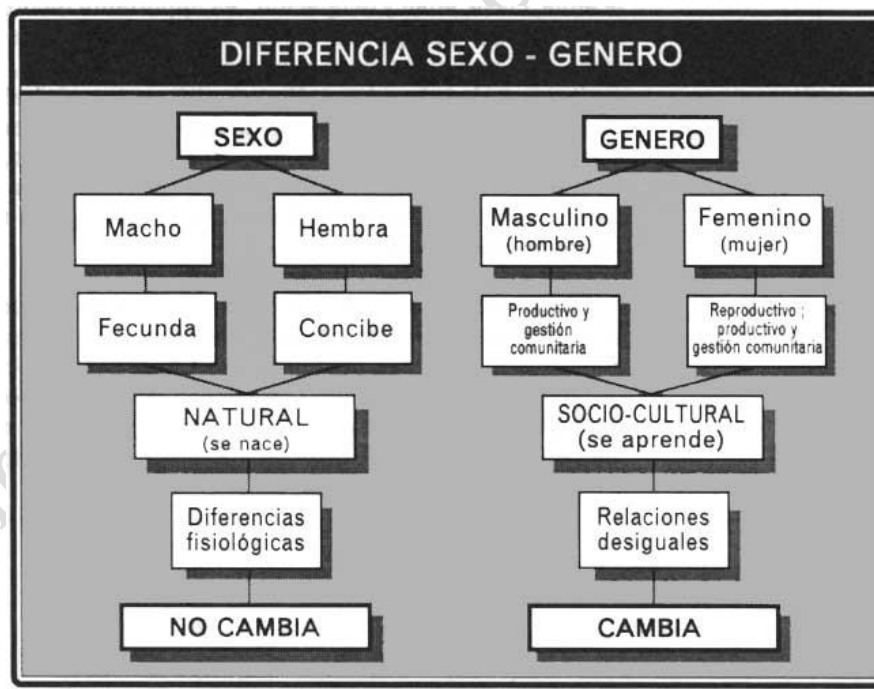 DIFERENCIA SEXO - GENERO
SEXO
GENERO
Macho
Hembra
Masculino
(hombre)
Femenino
(mujer)
Fecunda
Concibe
Productivo y
gestión
comunitaria
Reproductivo ;
productivo y
gestión comunitaria
NATURAL
(se nace)
SOCIO-CULTURAL
(se aprende)
Diferencias
fisiológicas
Relaciones
desiguales
NO CAMBIA
CAMBIA